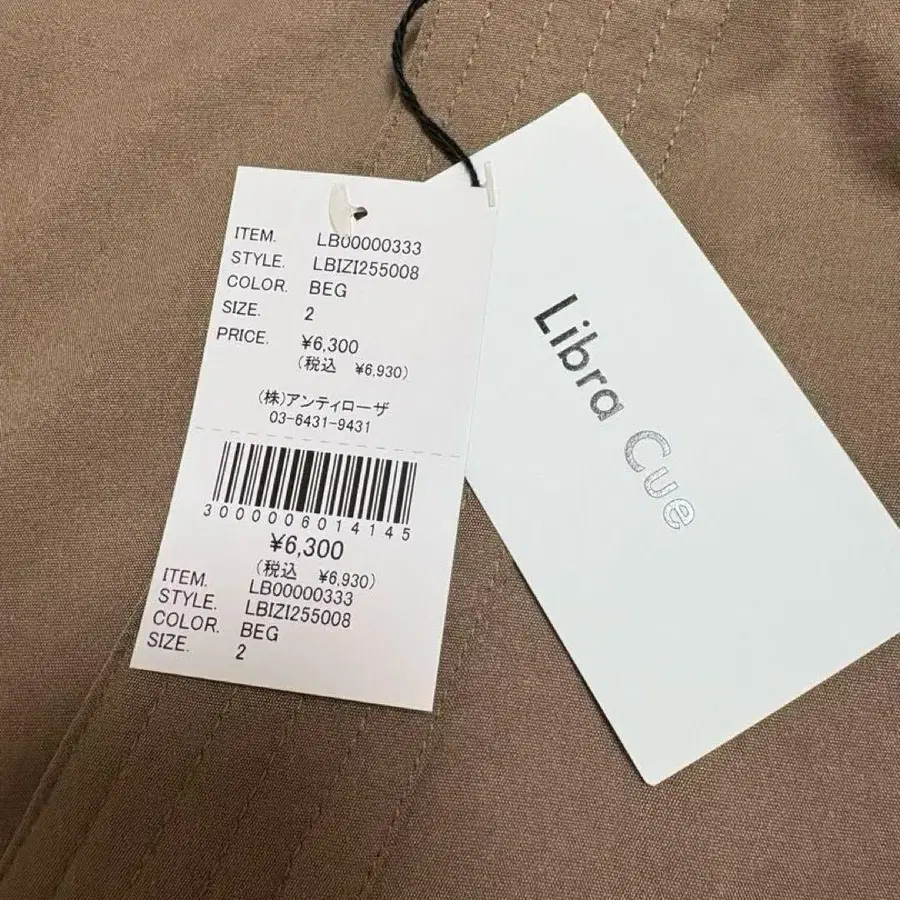 ITEM. LB00000333
STYLE. LBIZI255008
COLOR. BEG
SIZE. 2
PRICE. ¥6,300
(税込 ¥6,930)
(株)アンティローザ
03-6431-9431
3000006014145
¥6,300
(税込 ¥6,930)
ITEM. LB00000333
STYLE. LBIZI255008
COLOR. BEG
SIZE. 2
Libra Cue